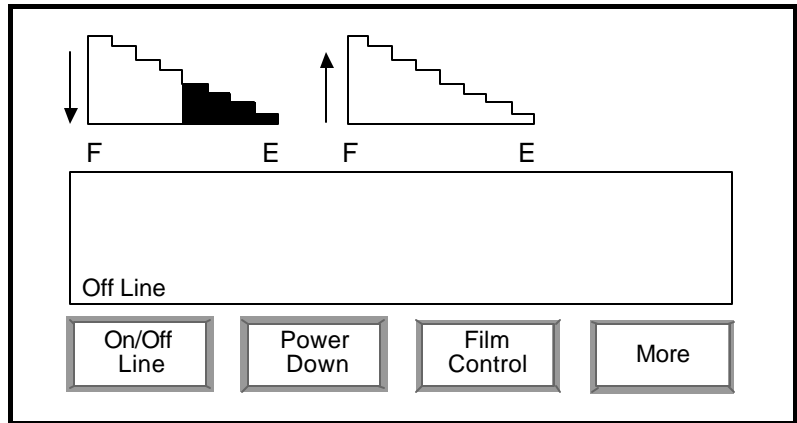 F E F E
Off Line
On/Off
Line
Power
Down
Film
Control
More